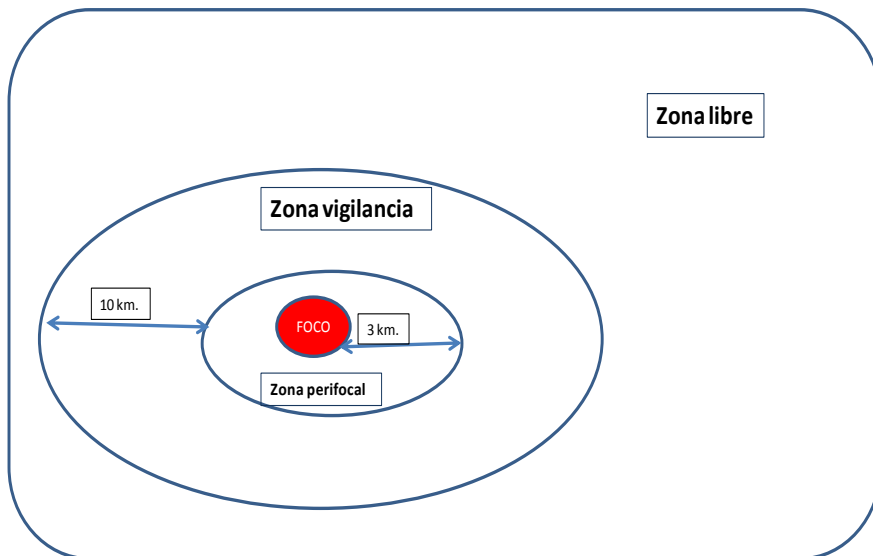 Zona libre
Zona vigilancia
10 km.
FOCO
3 km.
Zona perifocal